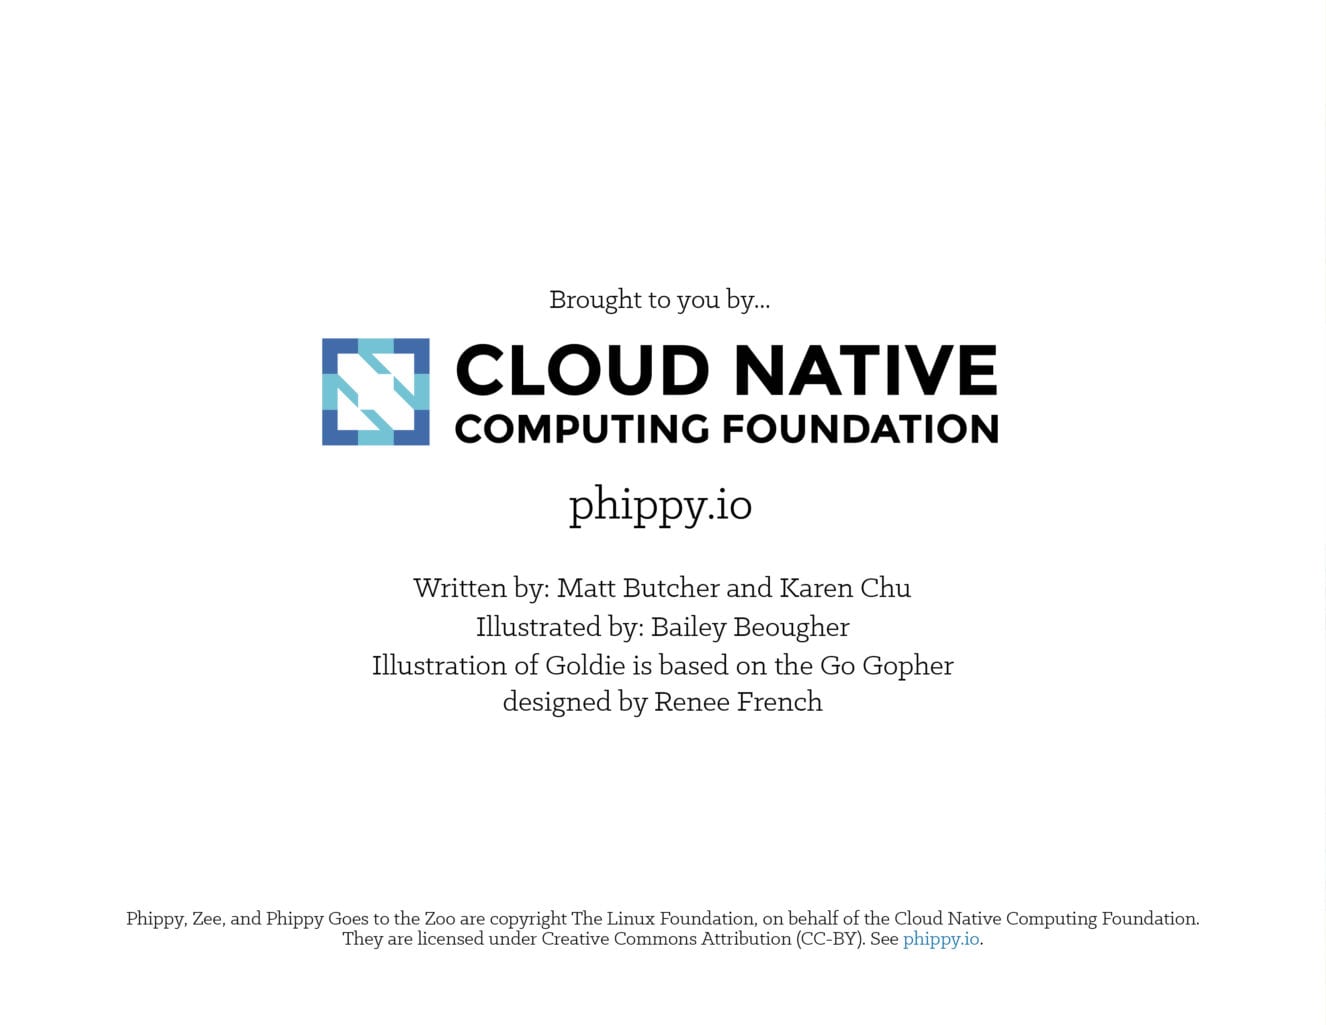 Brought to you by...
CLOUD NATIVE
COMPUTING FOUNDATION
phippy.io
Written by: Matt Butcher and Karen Chu
Illustrated by: Bailey Beougher
Illustration of Goldie is based on the Go Gopher
designed by Renee French
Phippy, Zee, and Phippy Goes to the Zoo are copyright The Linux Foundation, on behalf of the Cloud Native Computing Foundation.
They are licensed under Creative Commons Attribution (CC-BY). See phippy.io.